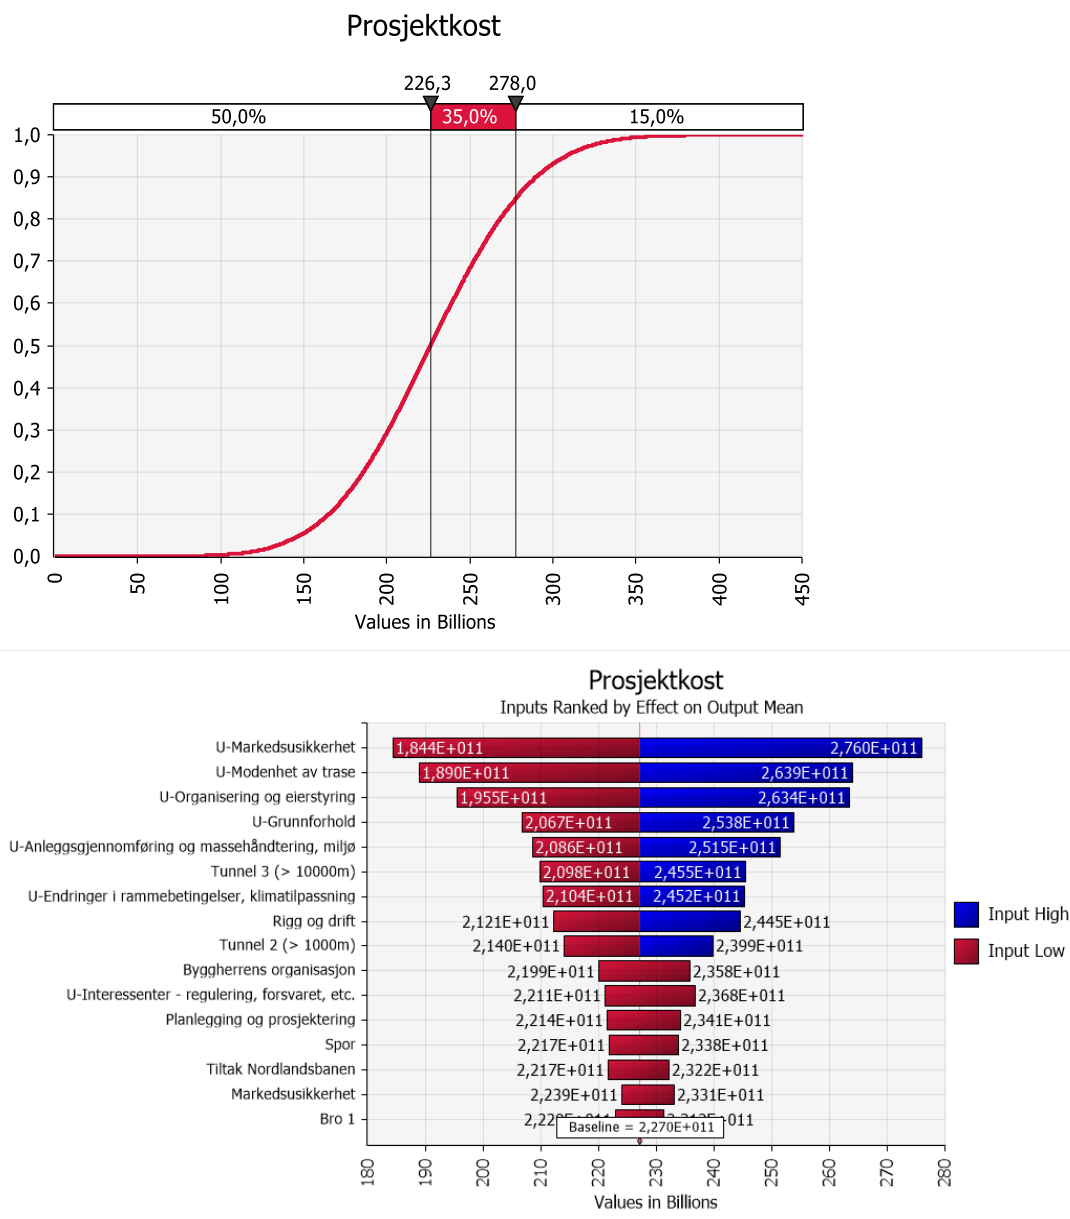 Prosjektkost
226,3 278,0
50,0% 35,0% 15,0%
1,0
0,9
0,8
0,7
0,6
0,5
0,4
0,3
0,2
0,1
0,0
0 50 100 150 200 250 300 350 400 450
Values in Billions
Prosjektkost
Inputs Ranked by Effect on Output Mean
U-Markedsusikkerhet 1,844E+011 2,760E+011
U-Modenhet av trase 1,890E+011 2,639E+011
U-Organisering og eierstyring 1,955E+011 2,634E+011
U-Grunnforhold 2,067E+011 2,538E+011
U-Anleggsgjennomføring og massehåndtering, miljø 2,086E+011 2,515E+011
Tunnel 3 (> 10000m) 2,098E+011 2,455E+011
U-Endringer i rammebetingelser, klimatilpassning 2,104E+011 2,452E+011
Rigg og drift 2,121E+011 2,445E+011
Tunnel 2 (> 1000m) 2,140E+011 2,399E+011
Byggherrens organisasjon 2,199E+011 2,358E+011
U-Interessenter - regulering, forsvaret, etc. 2,211E+011 2,368E+011
Planlegging og prosjektering 2,214E+011 2,341E+011
Spor 2,217E+011 2,338E+011
Tiltak Nordlandsbanen 2,217E+011 2,322E+011
Markedsusikkerhet 2,239E+011 2,331E+011
Bro 1
Baseline = 2,270E+011
180 190 200 210 220 230 240 250 260 270 280
Values in Billions
Input High
Input Low